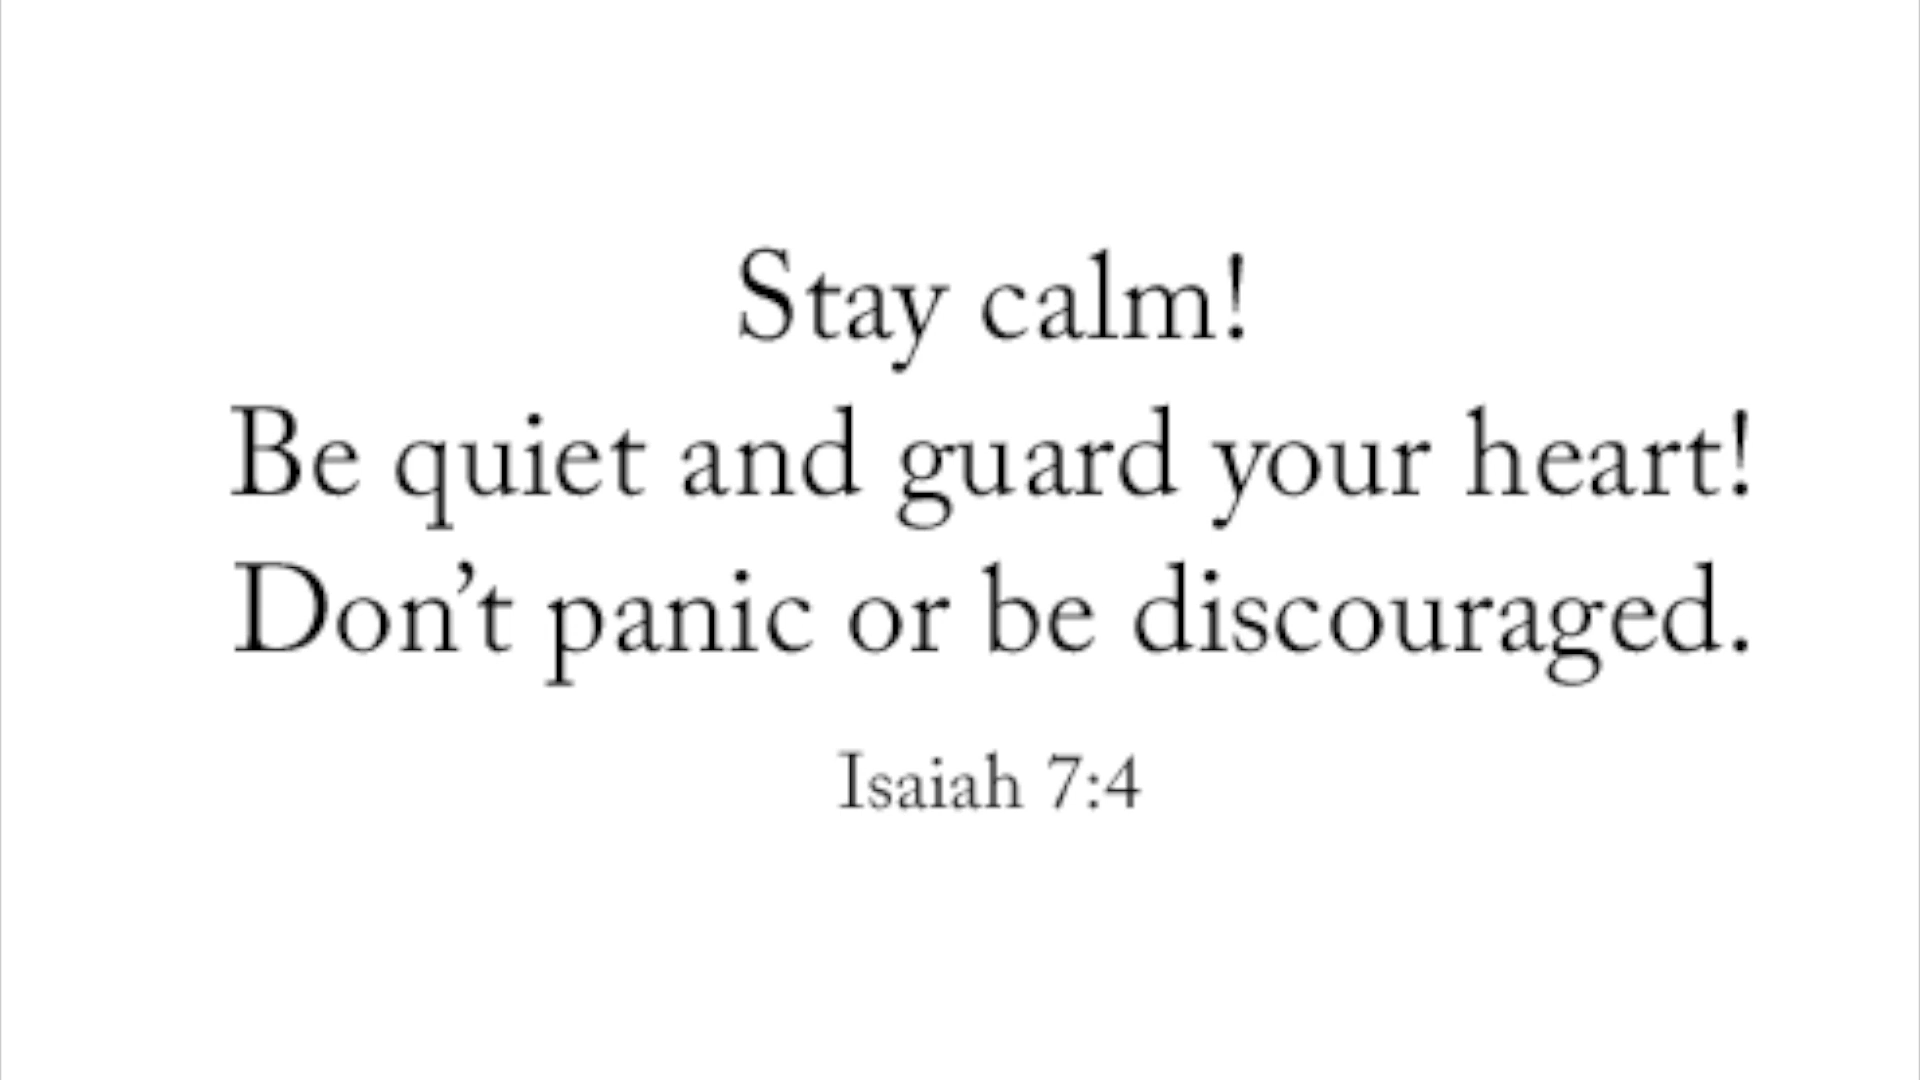 Stay calm!
Be quiet and guard your heart!
Don’t panic or be discouraged.
Isaiah 7:4